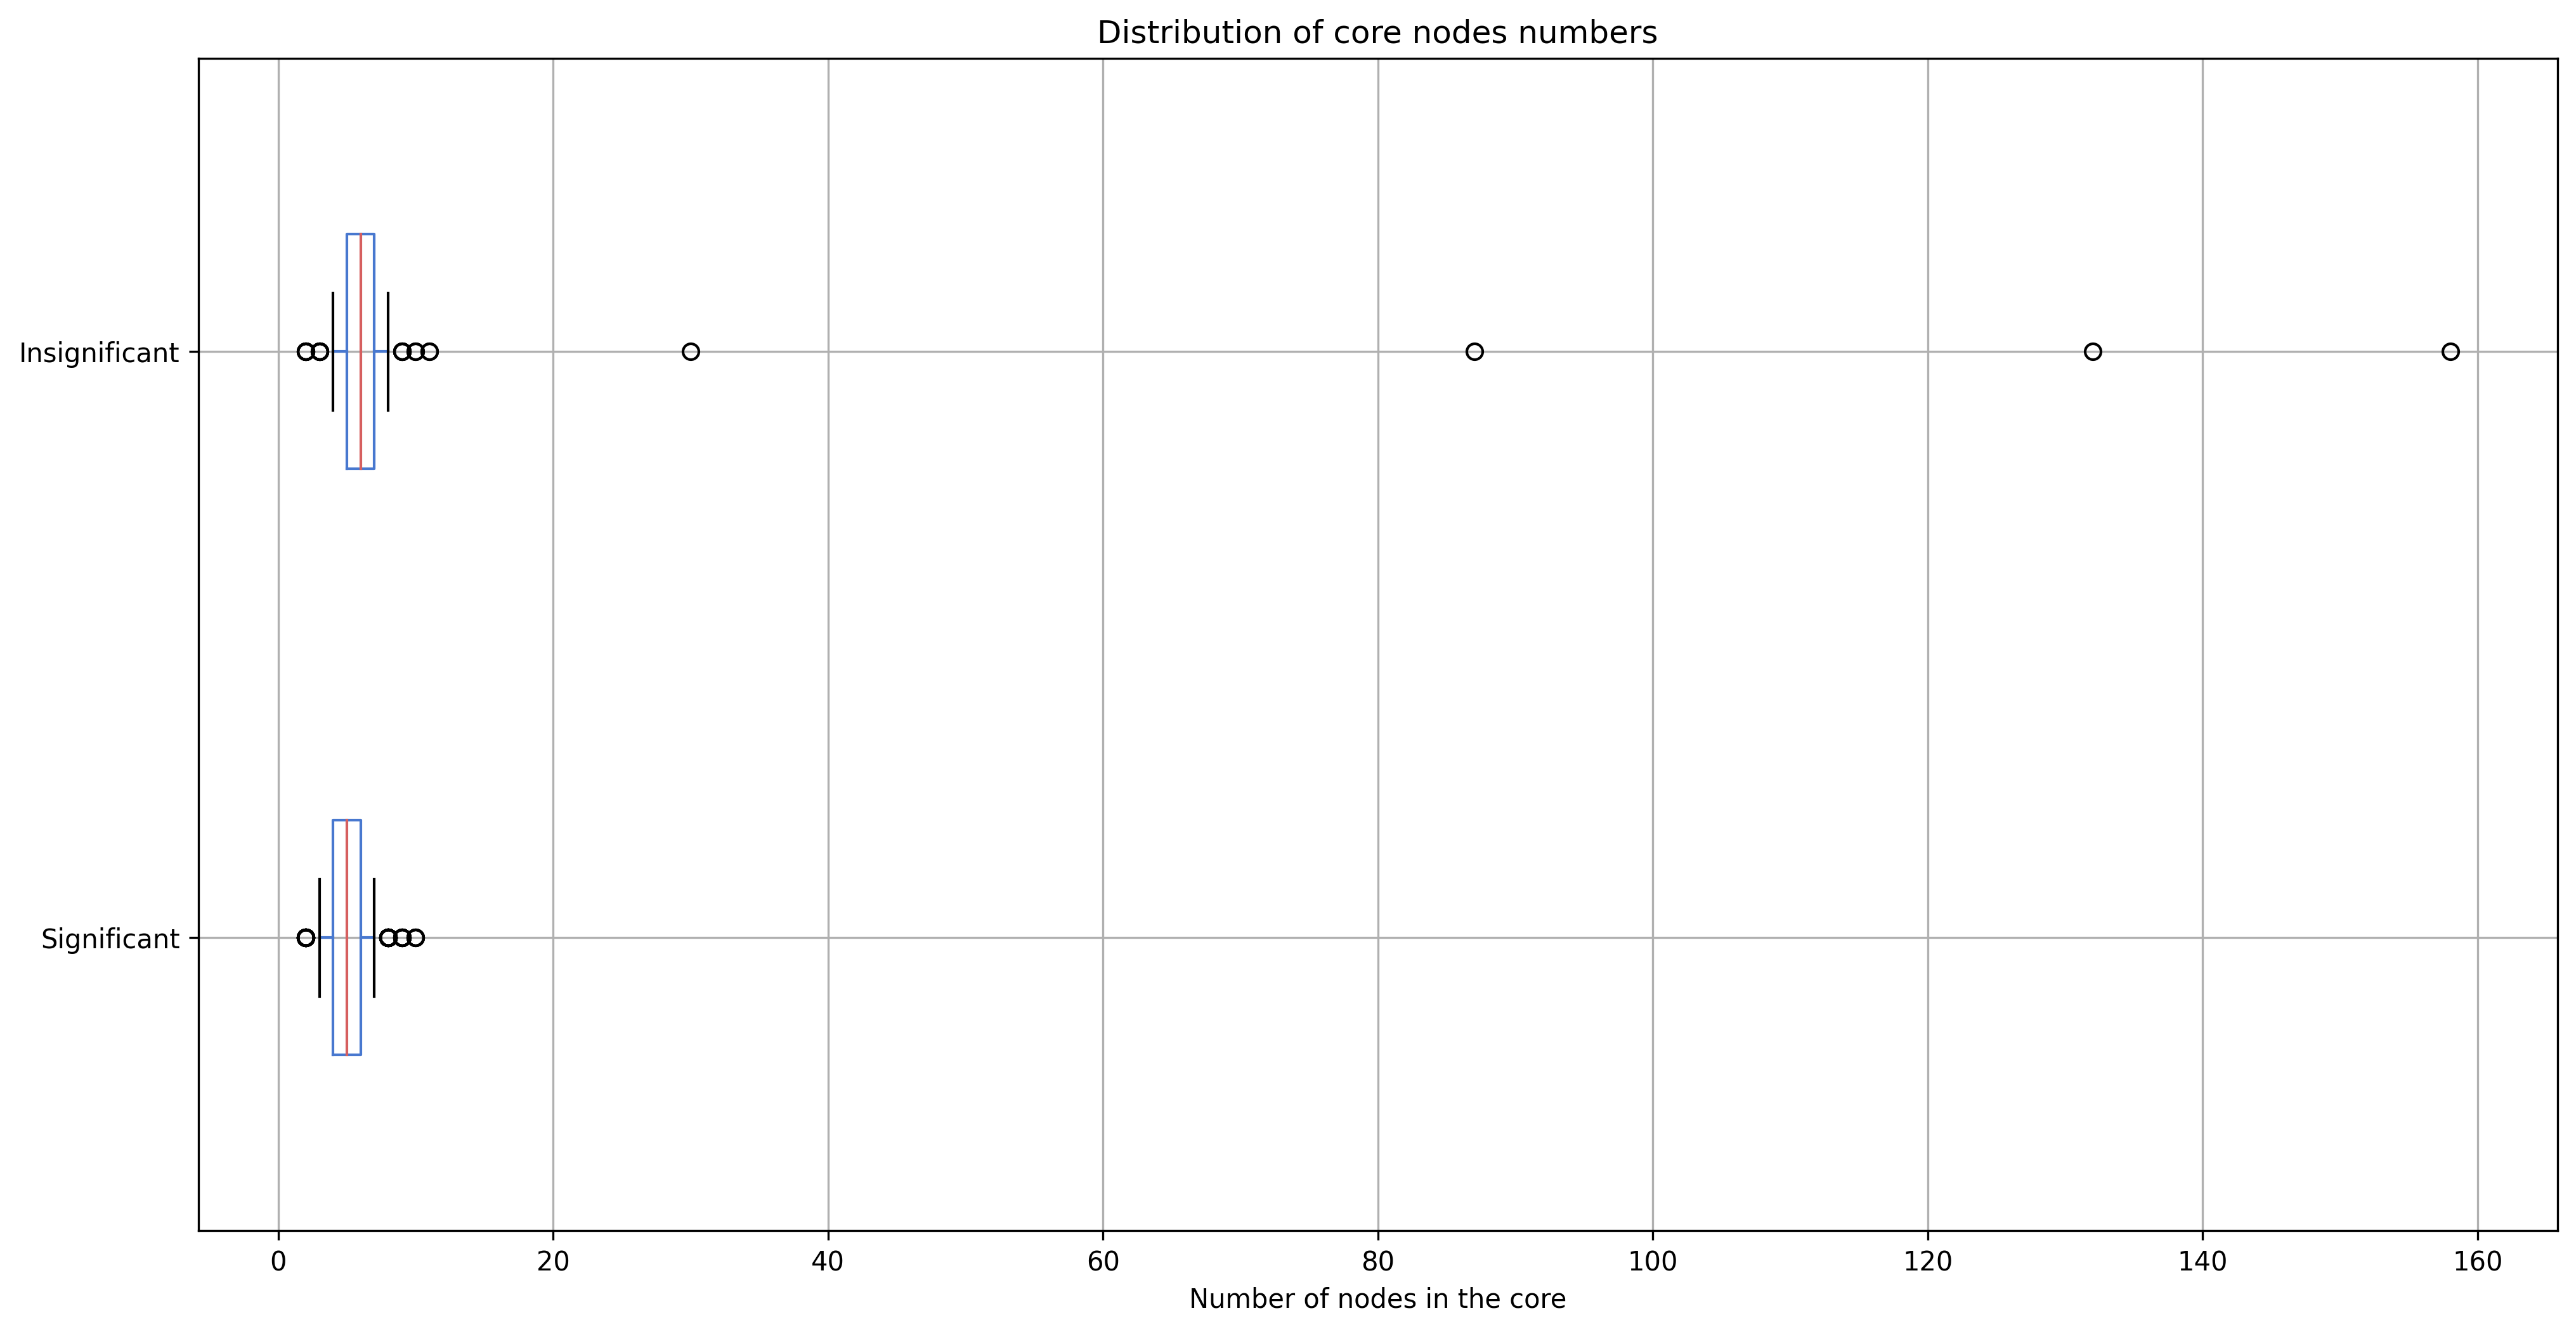 Distribution of core nodes numbers
Insignificant
Significant
0 20 40 60 80 100 120 140 160
Number of nodes in the core